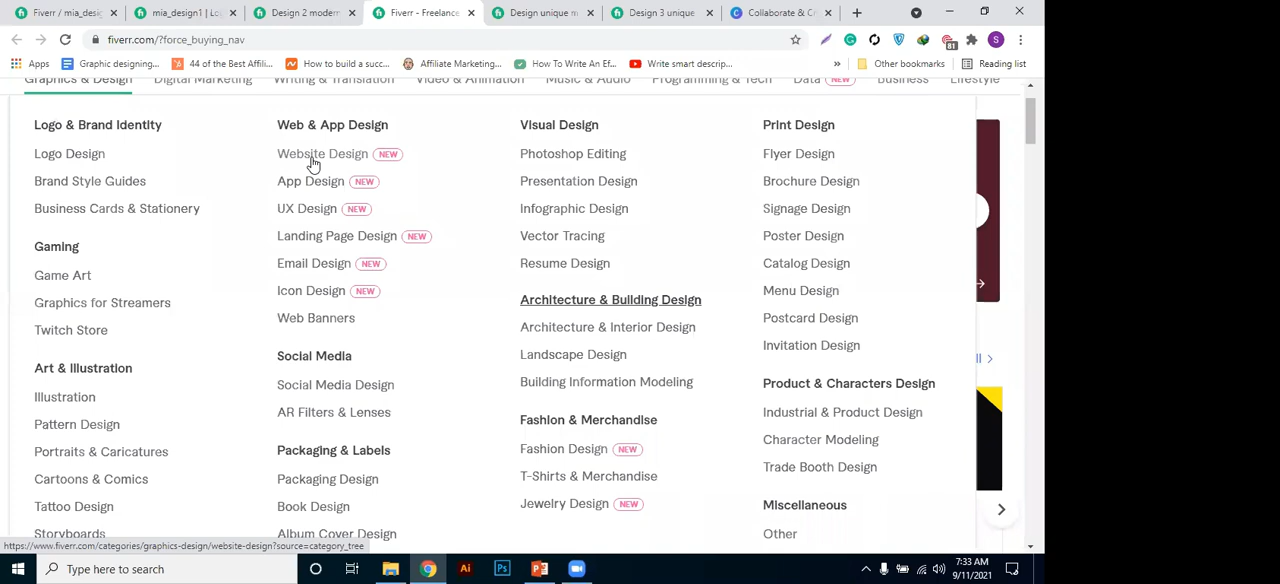 Fiverr / mia_desig
mia_design1 | Lo
Design 2 modern
Fiverr - Freelance
Design unique m
Design 3 unique
Collaborate & Cr
fiverr.com/?force_buying_nav
81
S
Apps
Graphic designing...
44 of the Best Affili...
How to build a succ...
Affiliate Marketing...
How To Write An Ef...
Write smart descrip...
»
Other bookmarks
Reading list
Graphics & Design
Digital Marketing
Writing & Translation
Video & Animation
Music & Audio
Programming & Tech
Data NEW
Business
Lifestyle
Logo & Brand Identity
Logo Design
Brand Style Guides
Business Cards & Stationery
Gaming
Game Art
Graphics for Streamers
Twitch Store
Art & Illustration
Illustration
Pattern Design
Portraits & Caricatures
Cartoons & Comics
Tattoo Design
Storyboards
Web & App Design
Website Design NEW
App Design NEW
UX Design NEW
Landing Page Design NEW
Email Design NEW
Icon Design NEW
Web Banners
Social Media
Social Media Design
AR Filters & Lenses
Packaging & Labels
Packaging Design
Book Design
Album Cover Design
Visual Design
Photoshop Editing
Presentation Design
Infographic Design
Vector Tracing
Resume Design
Architecture & Building Design
Architecture & Interior Design
Landscape Design
Building Information Modeling
Fashion & Merchandise
Fashion Design NEW
T-Shirts & Merchandise
Jewelry Design NEW
Print Design
Flyer Design
Brochure Design
Signage Design
Poster Design
Catalog Design
Menu Design
Postcard Design
Invitation Design
Product & Characters Design
Industrial & Product Design
Character Modeling
Trade Booth Design
Miscellaneous
Other
https://www.fiverr.com/categories/graphics-design/website-design?source=category_tree
Type here to search
Ai
Ps
7:33 AM
9/11/2021